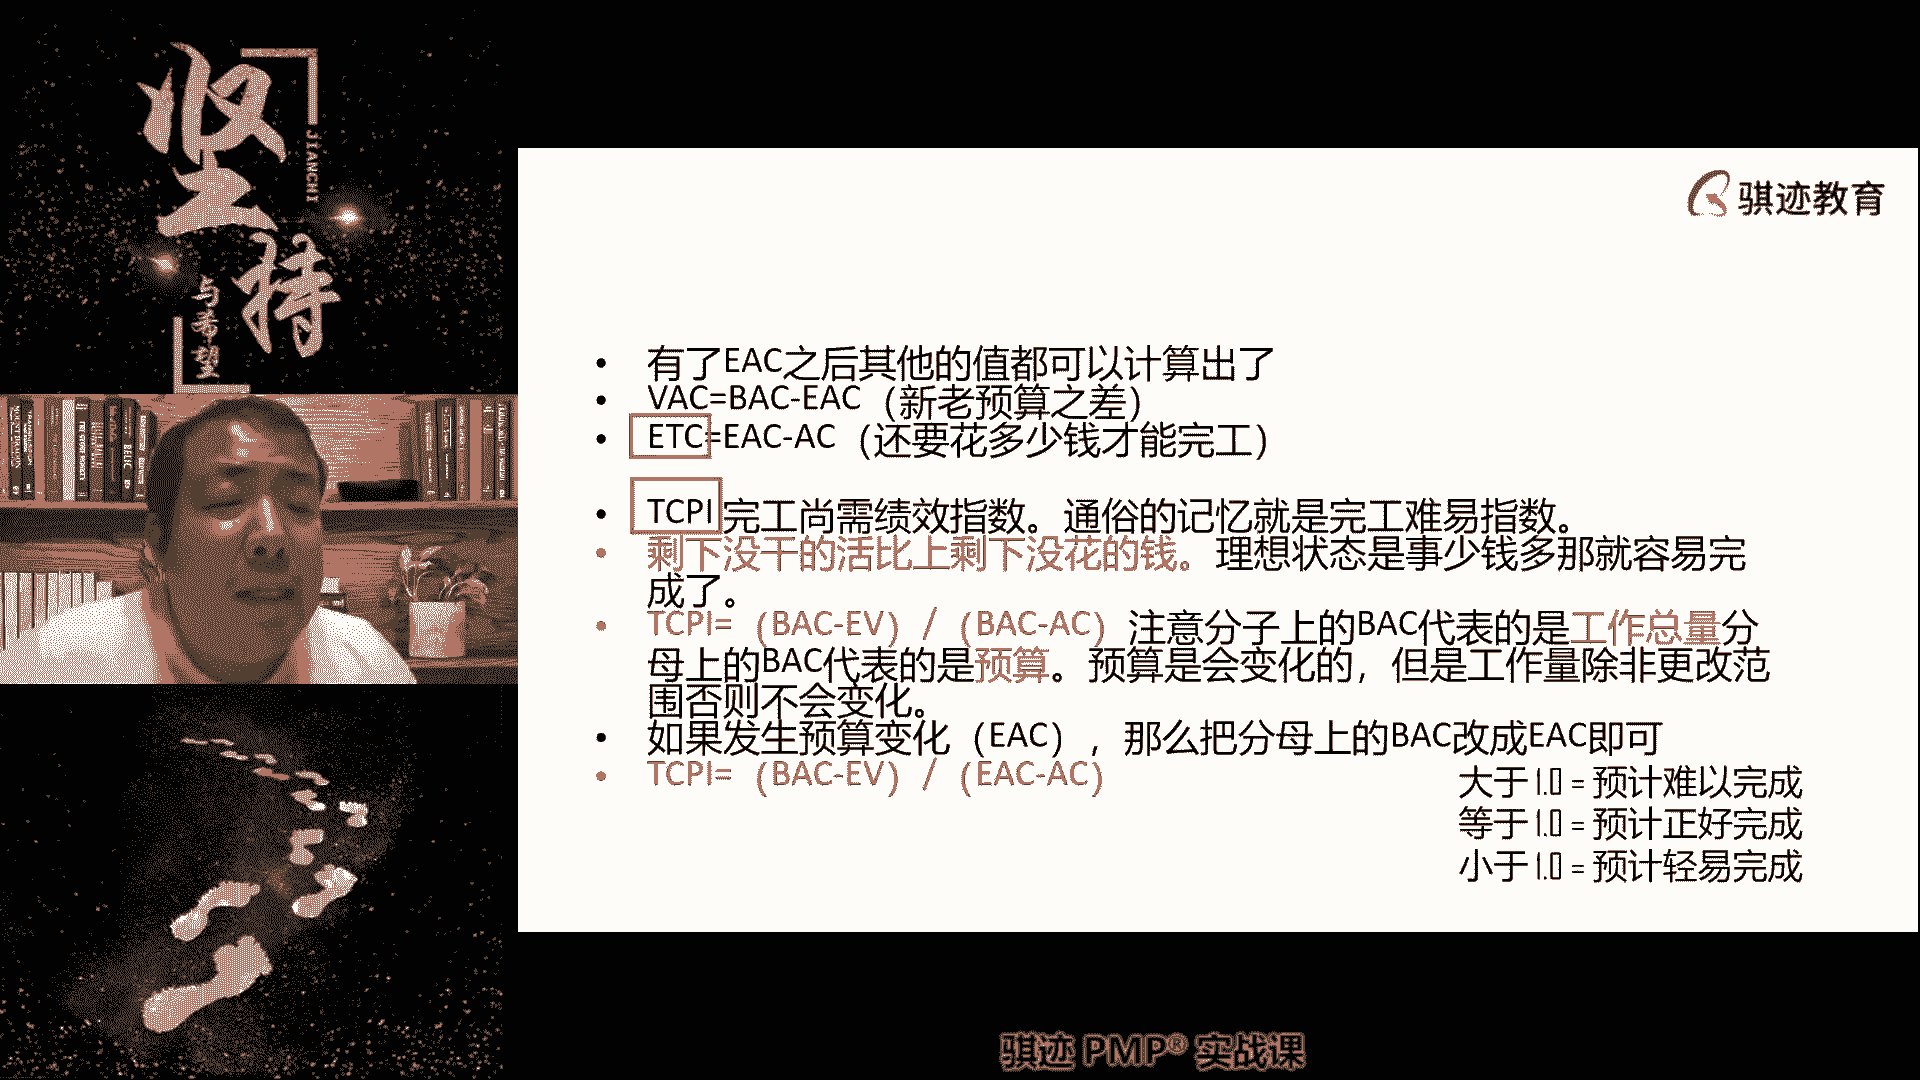 坚持
JIANCHI
与希望
骐迹教育
• 有了EAC之后其他的值都可以计算出了
• VAC=BAC-EAC（新老预算之差）
• ETC=EAC-AC（还要花多少钱才能完工）
• TCPI 完工尚需绩效指数。通俗的记忆就是完工难易指数。
• 剩下没干的活比上剩下没花的钱。理想状态是事少钱多那就容易完
成了。
• TCPI=（BAC-EV）/（BAC-AC）注意分子上的BAC代表的是工作总量分
母上的BAC代表的是预算。预算是会变化的，但是工作量除非更改范
围否则不会变化。
• 如果发生预算变化（EAC），那么把分母上的BAC改成EAC即可
• TCPI=（BAC-EV）/（EAC-AC）
大于1.0 = 预计难以完成
等于1.0 = 预计正好完成
小于1.0 = 预计轻易完成
骐迹 PMP® 实战课